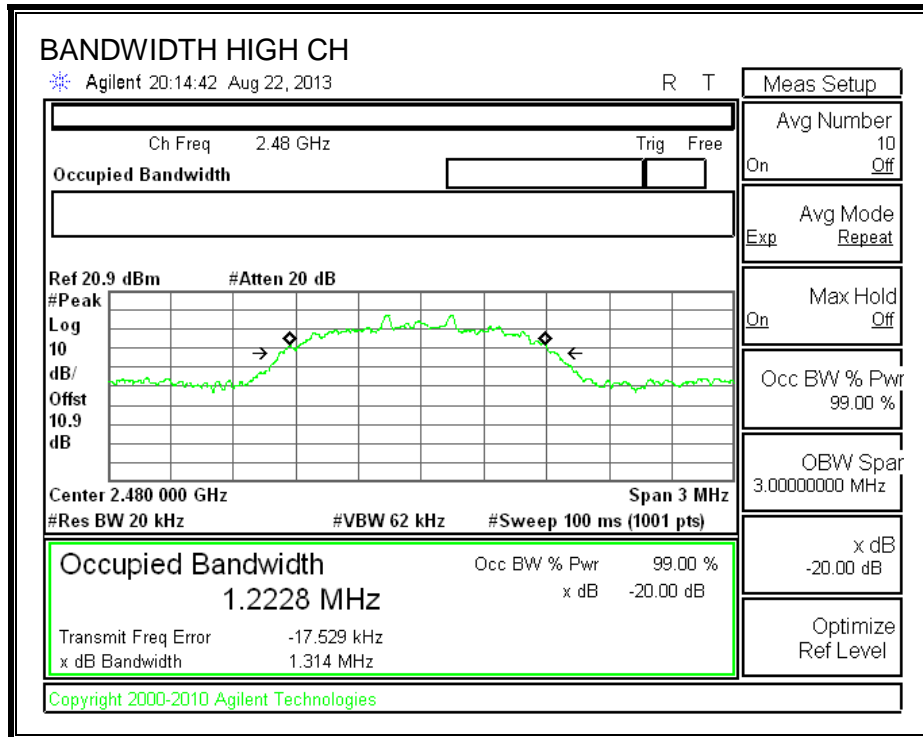 BANDWIDTH HIGH CH
Agilent 20:14:42 Aug 22, 2013 R T
Ch Freq 2.48 GHz Trig Free
Occupied Bandwidth
Ref 20.9 dBm #Atten 20 dB
#Peak
Log
10
dB/
Offst
10.9
dB
Center 2.480 000 GHz Span 3 MHz
#Res BW 20 kHz #VBW 62 kHz #Sweep 100 ms (1001 pts)
Occupied Bandwidth
1.2228 MHz
Occ BW % Pwr 99.00 %
x dB -20.00 dB
Transmit Freq Error -17.529 kHz
x dB Bandwidth 1.314 MHz
Copyright 2000-2010 Agilent Technologies
Meas Setup
Avg Number
10
On Off
Avg Mode
Exp Repeat
Max Hold
On Off
Occ BW % Pwr
99.00 %
OBW Span
3.00000000 MHz
x dB
-20.00 dB
Optimize
Ref Level